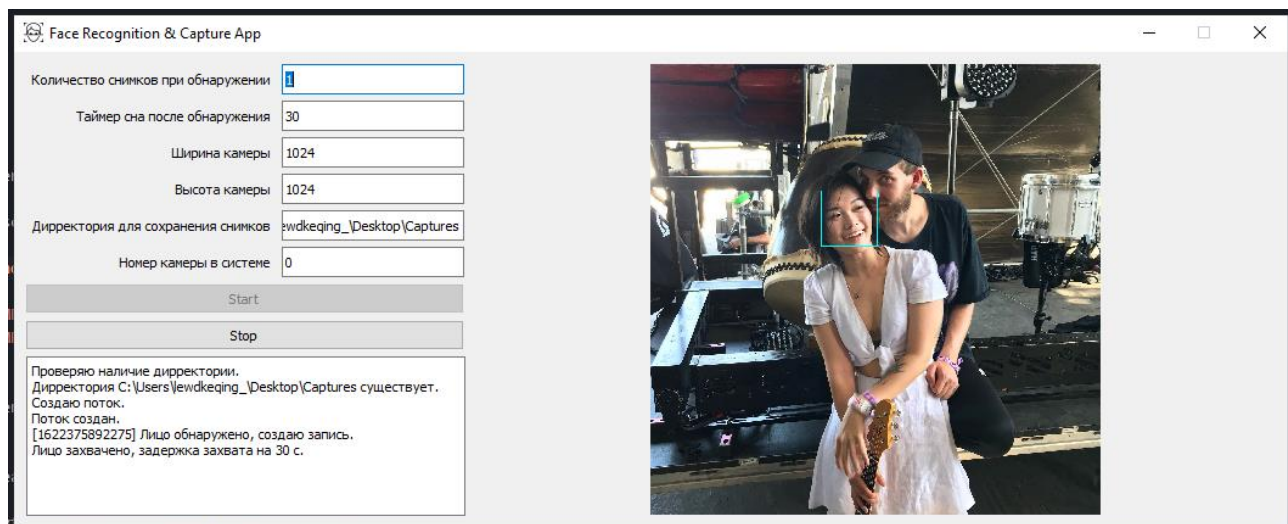 Face Recognition & Capture App
Количество снимков при обнаружении 1
Таймер сна после обнаружения 30
Ширина камеры 1024
Высота камеры 1024
Дирректория для сохранения снимков ewdkeqing_\Desktop\Captures
Номер камеры в системе 0
Start
Stop
Проверяю наличие дирректории.
Дирректория C:\Users\lewdkeqing_\Desktop\Captures существует.
Создаю поток.
Поток создан.
[1622375892275] Лицо обнаружено, создаю запись.
Лицо захвачено, задержка захвата на 30 с.